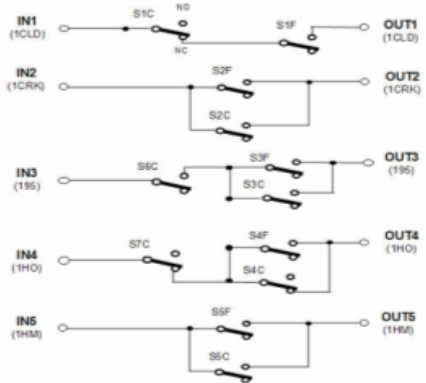 NO
IN1 S1C S1F OUT1
(1CLD) (1CLD)
NC
IN2 S2F OUT2
(1CRK) (1CRK)
S2C
IN3 S6C S3F OUT3
(195) S3C (195)
IN4 S7C S4F OUT4
(1HO) S4C (1HO)
IN5 S5F OUT5
(1HM) (1HM)
S5C